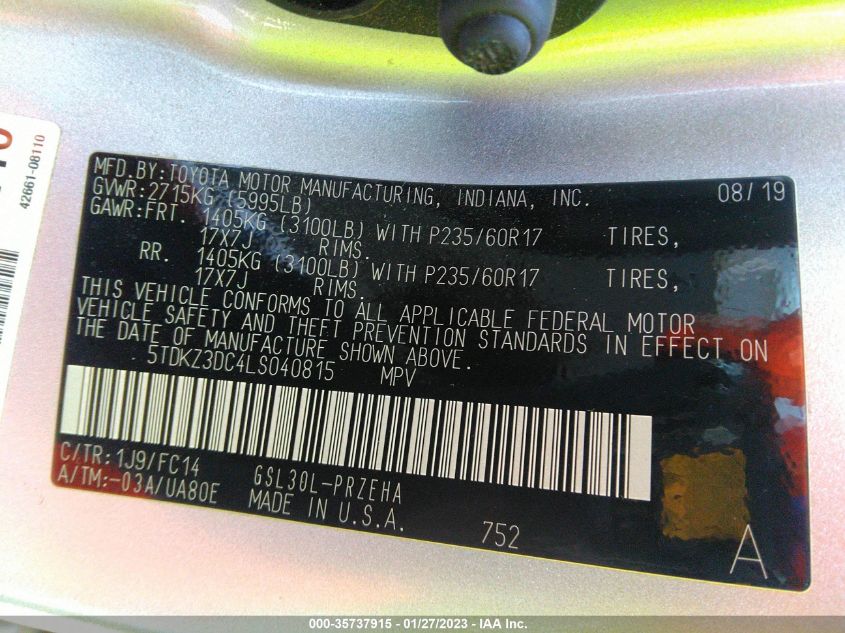 42661-08110
MFD.BY:TOYOTA MOTOR MANUFACTURING, INDIANA, INC. 08/19
GVWR:2715KG (5995LB)
GAWR:FRT. 1405KG (3100LB) WITH P235/60R17 TIRES,
17X7J RIMS.
RR. 1405KG (3100LB) WITH P235/60R17 TIRES,
17X7J RIMS.
THIS VEHICLE CONFORMS TO ALL APPLICABLE FEDERAL MOTOR
VEHICLE SAFETY AND THEFT PREVENTION STANDARDS IN EFFECT ON
THE DATE OF MANUFACTURE SHOWN ABOVE.
5TDKZ3DC4LS040815 MPV
C/TR:1J9/FC14
A/TM:-03A/UA80E GSL30L-PRZEHA
MADE IN U.S.A. 752 A
000-35737915 - 01/27/2023 - IAA Inc.